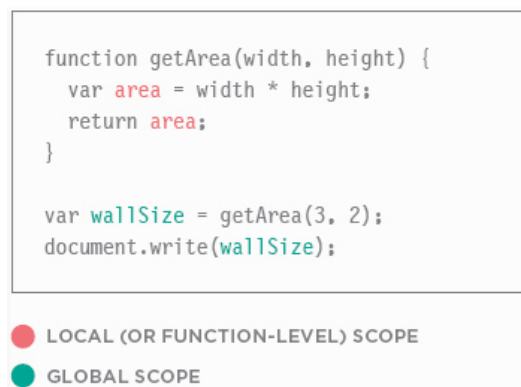 function getArea(width, height) {
var area = width * height;
return area;
}
var wallSize = getArea(3, 2);
document.write(wallSize);
LOCAL (OR FUNCTION-LEVEL) SCOPE
GLOBAL SCOPE